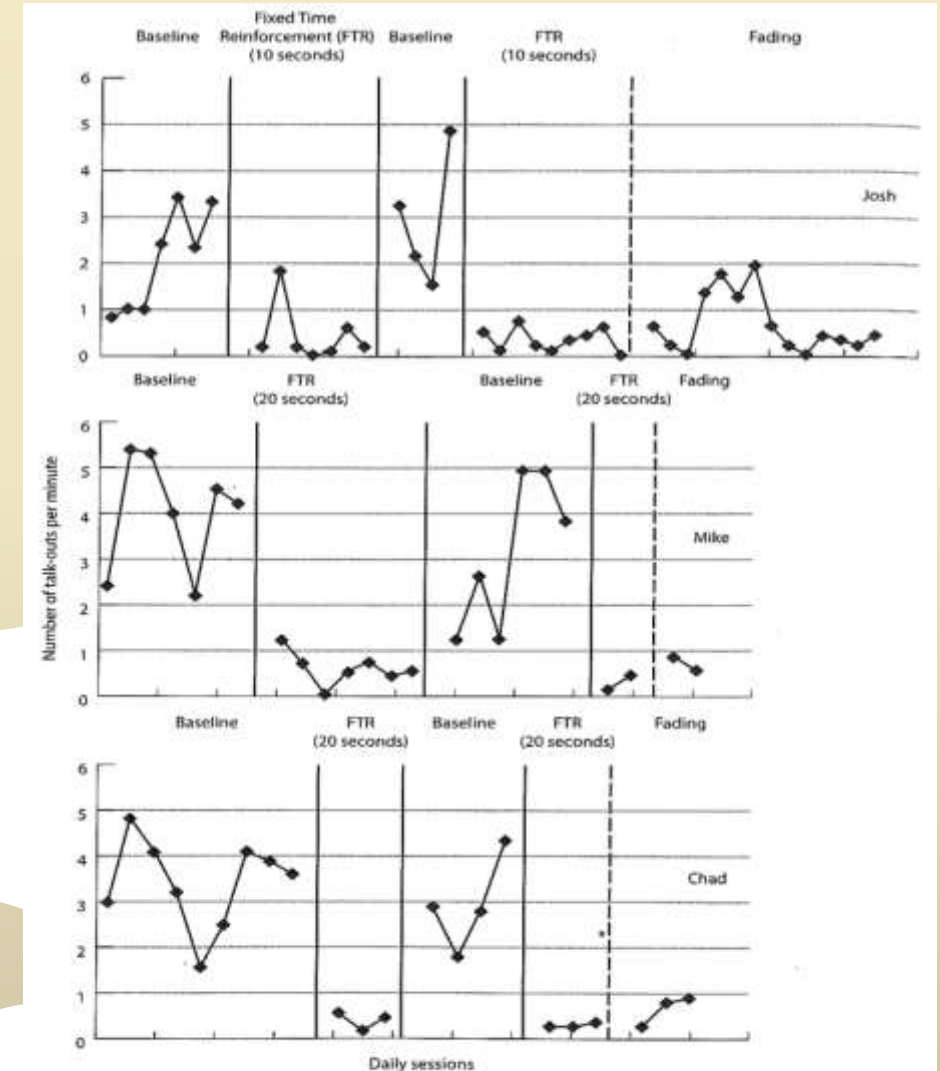 Fixed Time
Baseline Reinforcement (FTR) Baseline FTR Fading
(10 seconds) (10 seconds)
6
5
4
Josh
3
2
1
0
Baseline FTR Baseline FTR Fading
(20 seconds) (20 seconds)
6
5
4
Mike
3
2
1
0
Number of talk-outs per minute
Baseline FTR Baseline FTR Fading
(20 seconds) (20 seconds)
6
5
4
Chad
3
2
1
0
Daily sessions